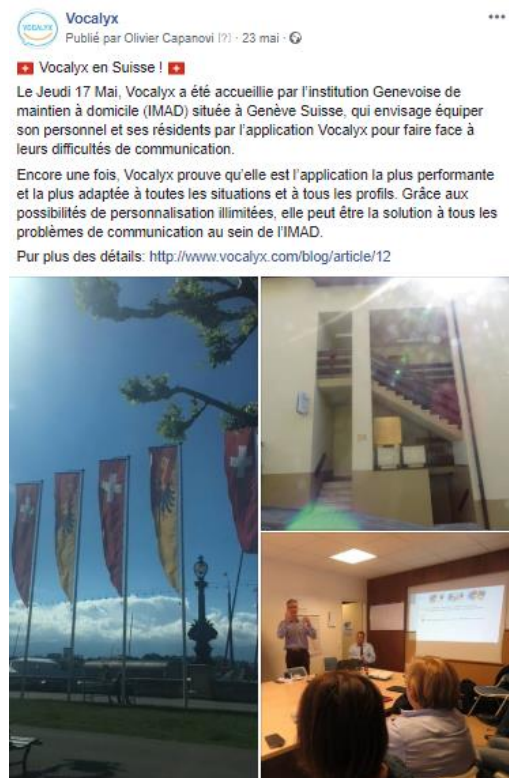 VOCALYX
Vocalyx
Publié par Olivier Capanovi [?] · 23 mai ·
Vocalyx en Suisse !
Le Jeudi 17 Mai, Vocalyx a été accueillie par l'institution Genevoise de
maintien à domicile (IMAD) située à Genève Suisse, qui envisage équiper
son personnel et ses résidents par l'application Vocalyx pour faire face à
leurs difficultés de communication.
Encore une fois, Vocalyx prouve qu'elle est l'application la plus performante
et la plus adaptée à toutes les situations et à tous les profils. Grâce aux
possibilités de personnalisation illimitées, elle peut être la solution à tous les
problèmes de communication au sein de l'IMAD.
Pur plus des détails: http://www.vocalyx.com/blog/article/12